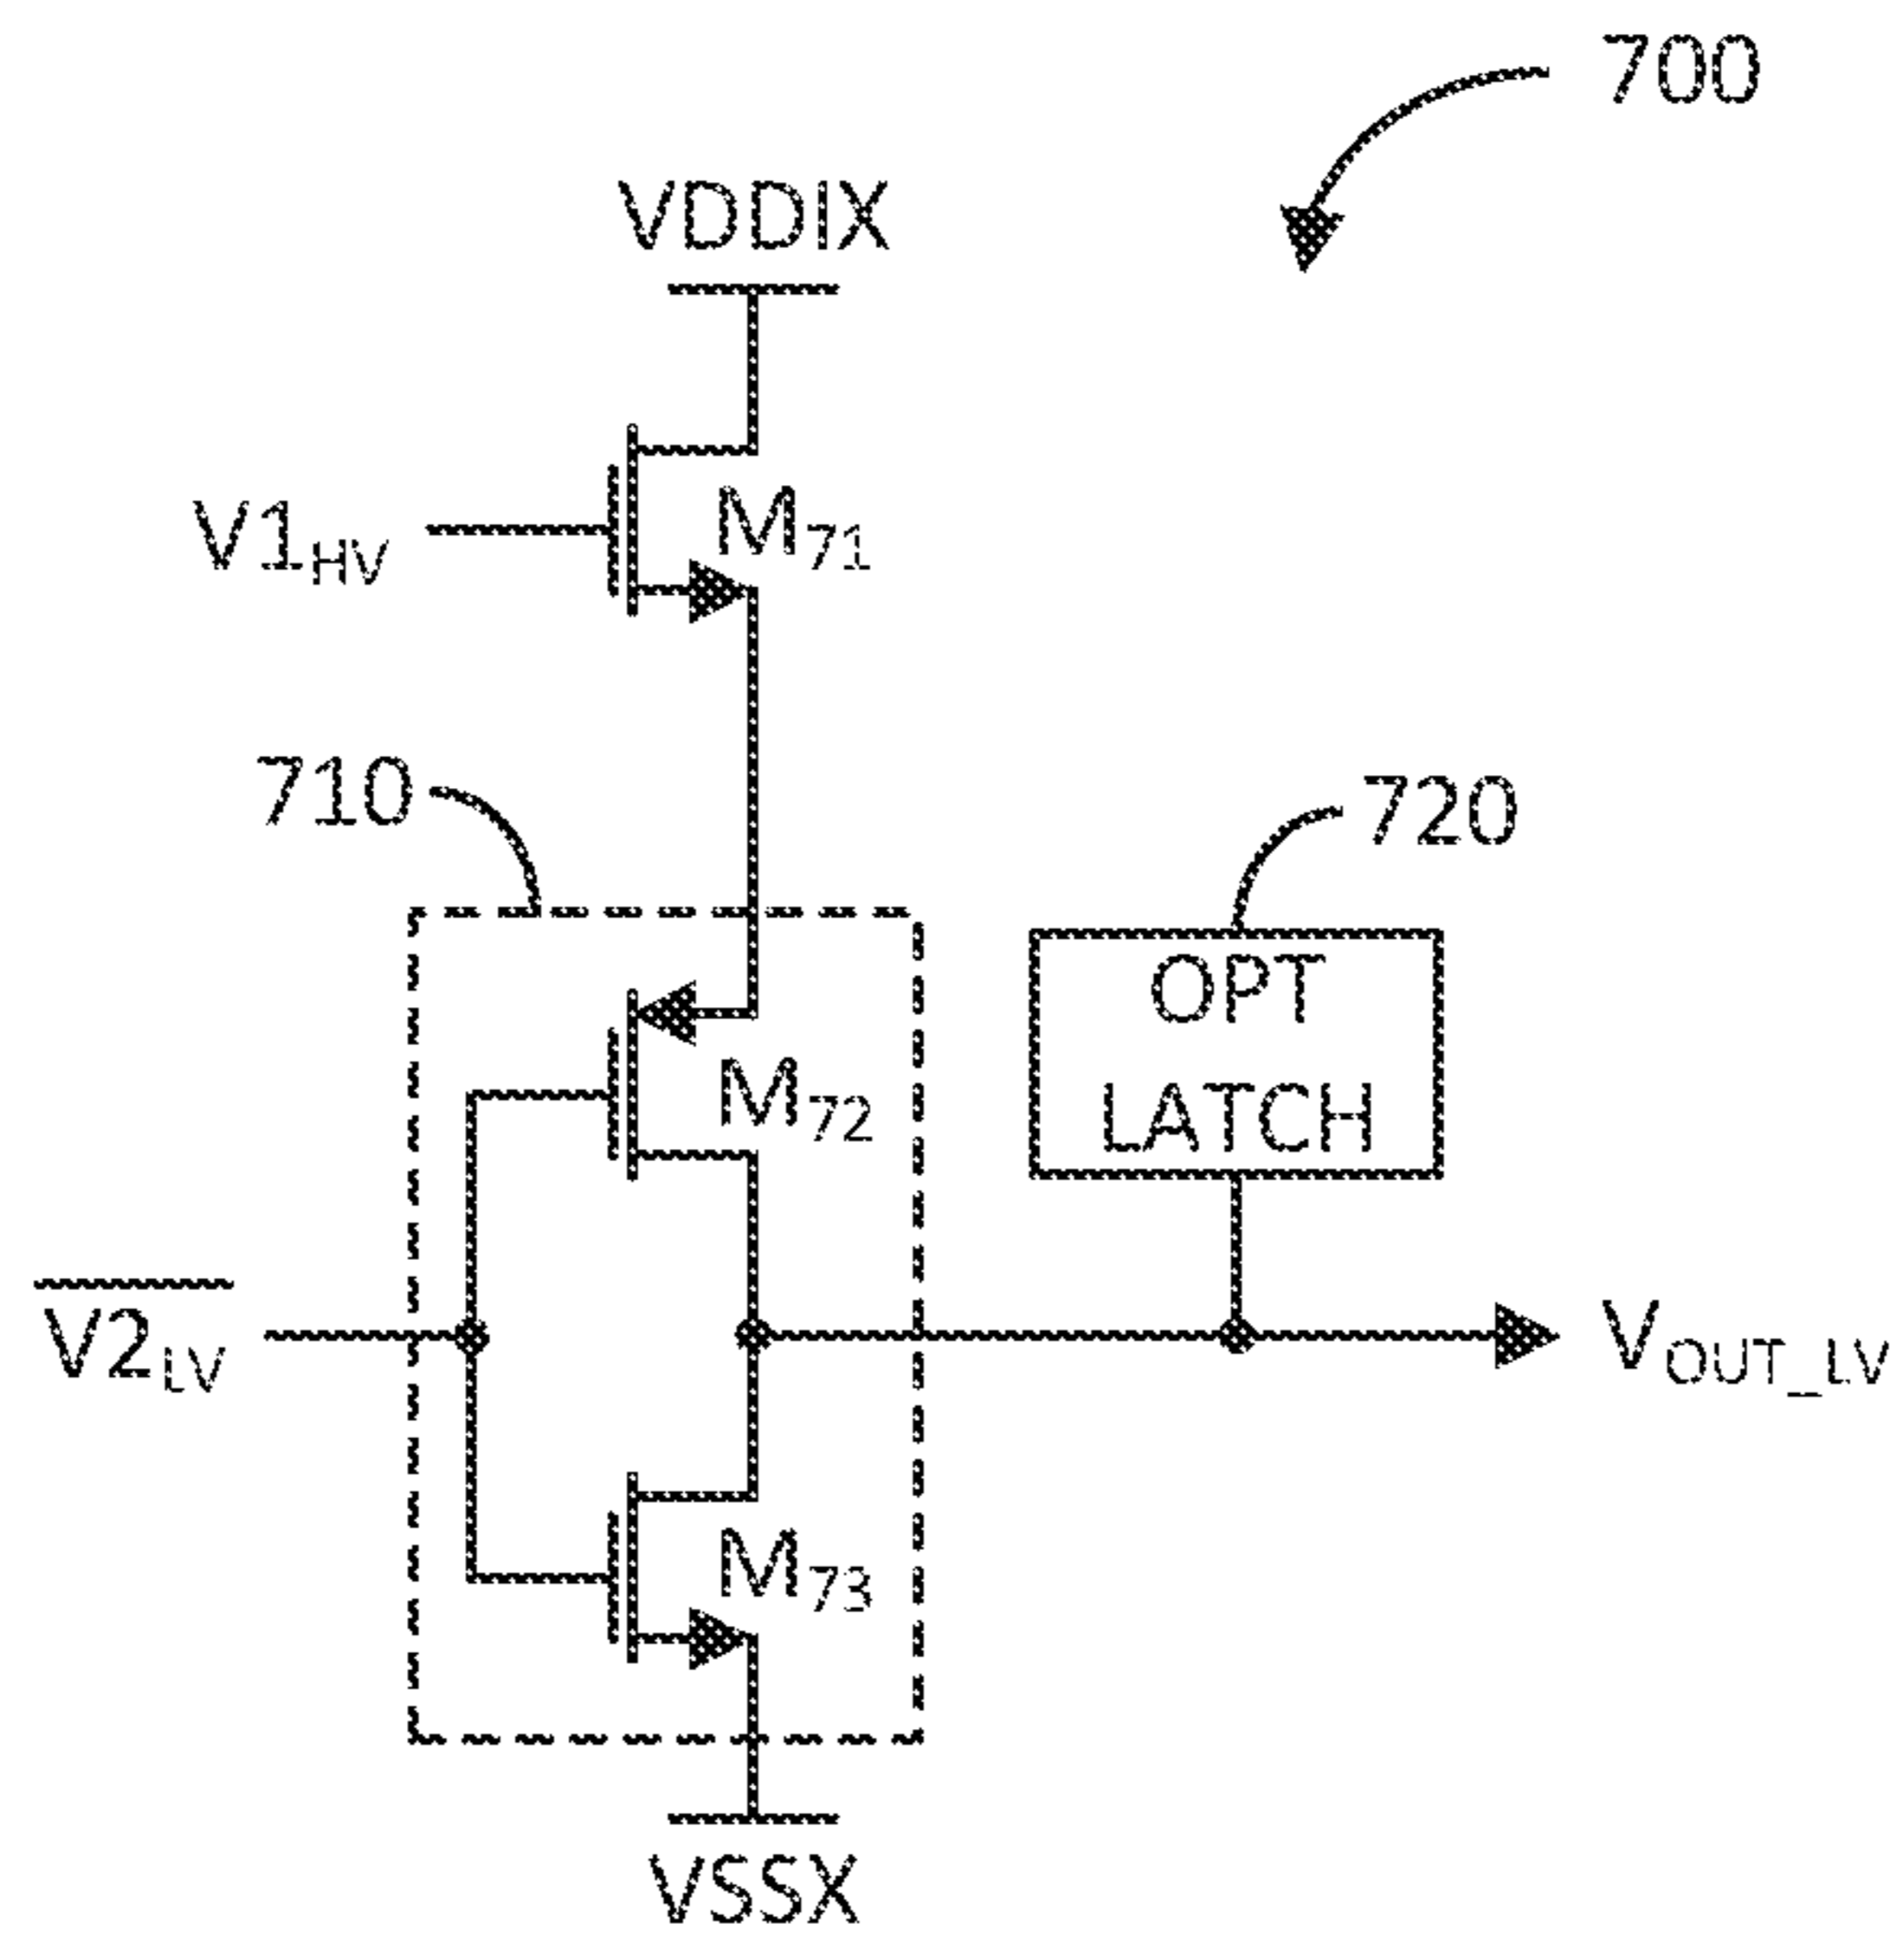 700
VDDIX
V1HV
M71
710
720
OPT
LATCH
M72
V2LV
VOUT_LV
M73
VSSX